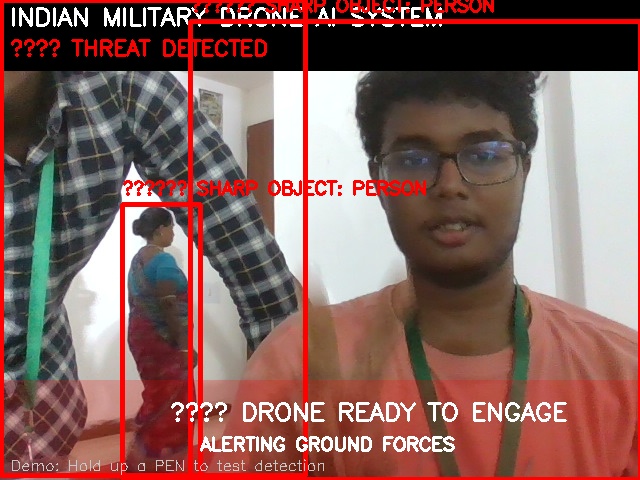 ?????? SHARP OBJECT: PERSON
INDIAN MILITARY DRONE AI SYSTEM
???? THREAT DETECTED
?????? SHARP OBJECT: PERSON
???? DRONE READY TO ENGAGE
ALERTING GROUND FORCES
Demo: Hold up a PEN to test detection